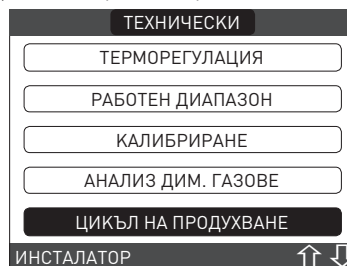 ТЕХНИЧЕСКИ
ТЕРМОРЕГУЛАЦИЯ
РАБОТЕН ДИАПАЗОН
КАЛИБРИРАНЕ
АНАЛИЗ ДИМ. ГАЗОВЕ
ЦИКЪЛ НА ПРОДУХВАНЕ
ИНСТАЛАТОР